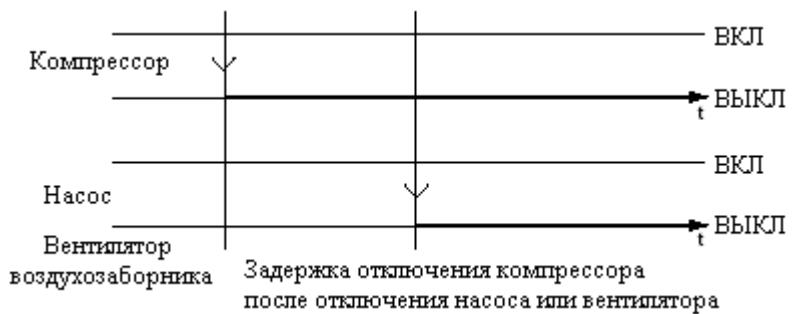 ВКЛ
Компрессор
ВЫКЛ
t
ВКЛ
Насос
ВЫКЛ
t
Вентилятор
воздухозаборника
Задержка отключения компрессора
после отключения насоса или вентилятора